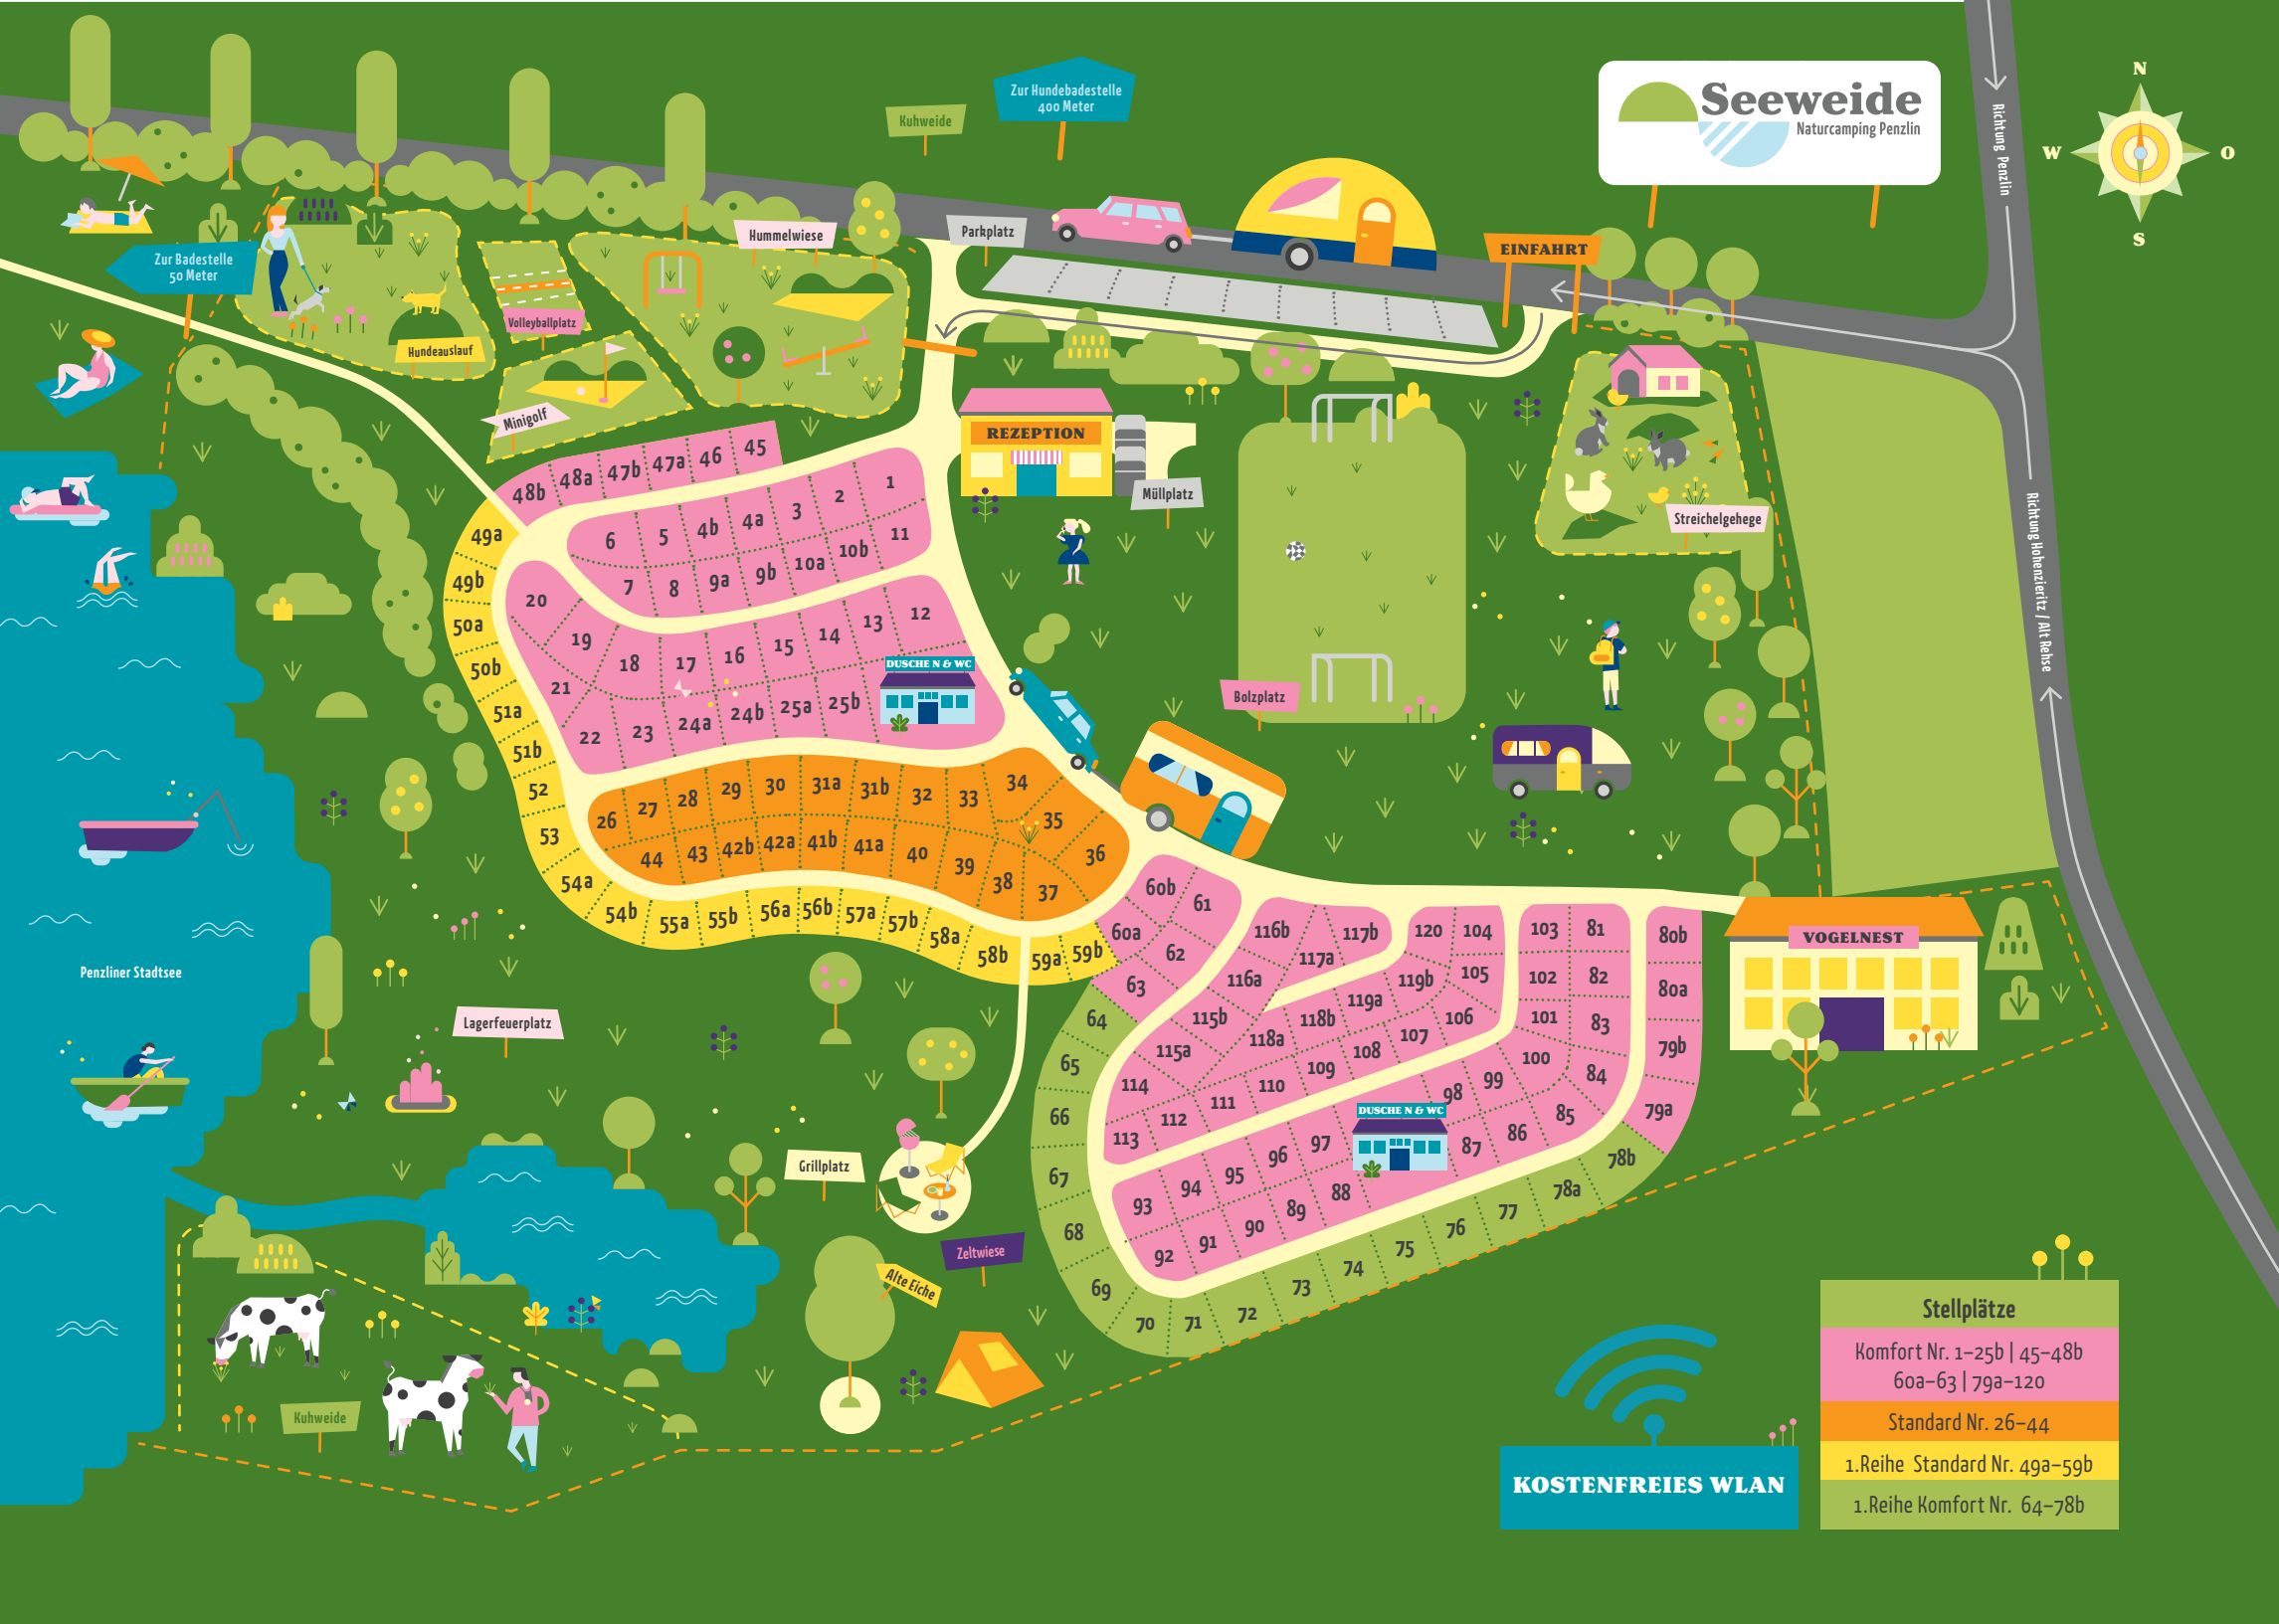 Zur Hundebadestelle
400 Meter
Kuhweide
Seeweide
Naturcamping Penzlin
Richtung Penzlin
N
W
O
S
Hummelwiese
Parkplatz
EINFAHRT
Zur Badestelle
50 Meter
Volleyballplatz
Hundeauslauf
Minigolf
REZEPTION
Müllplatz
Streichelgehege
Richtung Hohenzieritz / Alt Rehse
48b 48a 47b 47a 46 45
6 5 4b 4a 3 2 1
7 8 9a 9b 10a 10b 11
49a
49b
50a
50b
51a
51b
52
53
54a
54b
55a
55b
56a
56b
57a
57b
58a
58b
59a
59b
20 19 18 17 16 15 14 13 12
21 22 23 24a 24b 25a 25b
DUSCHE N & WC
Bolzplatz
26 27 28 29 30 31a 31b 32 33 34
35
36
44 43 42b 42a 41b 41a 40 39 38 37
60b 61
60a 62
63
116b 117b
116a 117a
120 104
119b 105
103 81
102 82
101 83
100 84
80b
80a
79b
79a
VOGELNEST
115b 118a 118b 119a
115a
114
113 112 111 110 109 108 107 106
98 99
85
86
87
DUSCHE N & WC
93 94 95 96 97
92 91 90 89 88
64
65
66
67
68
69
70
71
72
73
74
75
76
77
78a
78b
Penzliner Stadtsee
Lagerfeuerplatz
Grillplatz
Zeltwiese
Alte Eiche
Kuhweide
KOSTENFREIES WLAN
Stellplätze
Komfort Nr. 1–25b | 45–48b
60a–63 | 79a–120
Standard Nr. 26–44
1.Reihe Standard Nr. 49a–59b
1.Reihe Komfort Nr. 64–78b